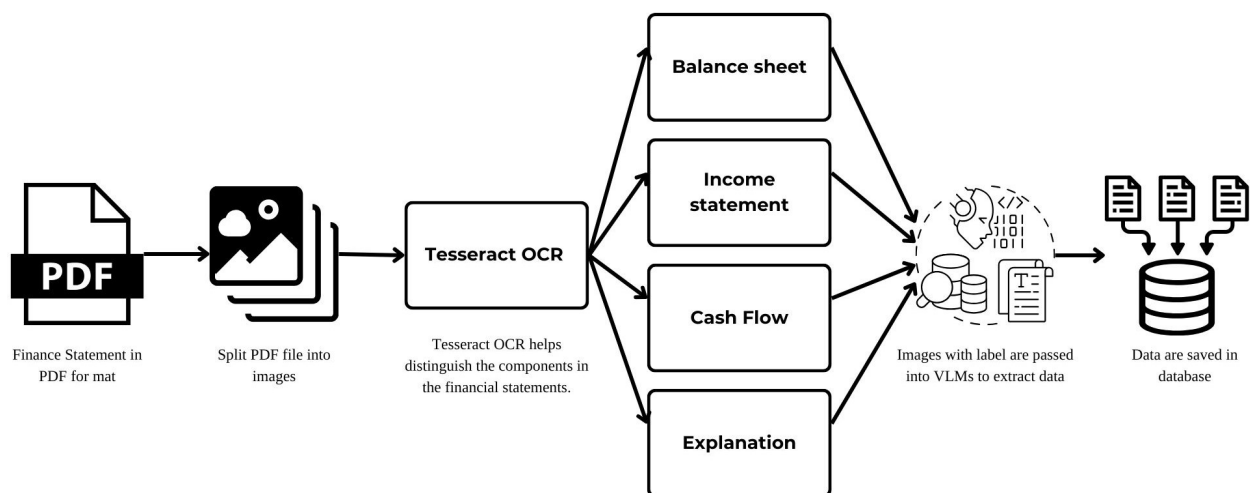 PDF
Finance Statement in
PDF for mat
Split PDF file into
images
Tesseract OCR
Tesseract OCR helps
distinguish the components in
the financial statements.
Balance sheet
Income
statement
Cash Flow
Explanation
</>
T
Images with label are passed
into VLMs to extract data
Data are saved in
database